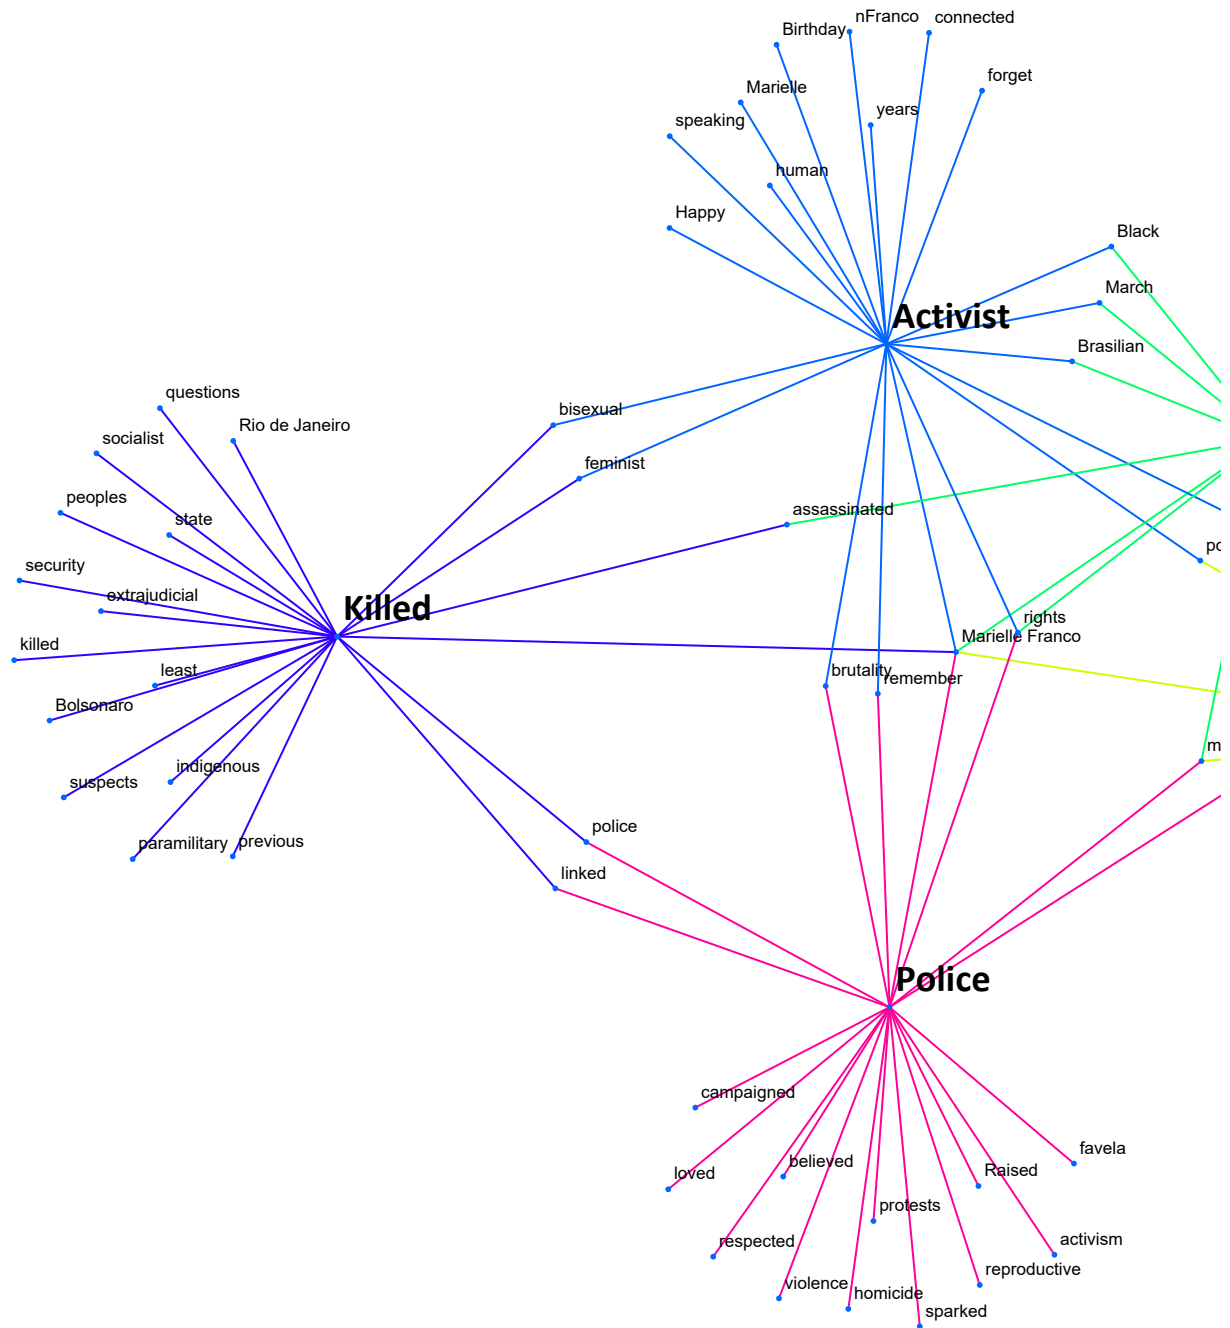 nFranco
connected
Birthday
forget
Marielle
years
speaking
human
Happy
Black
March
Activist
Brasilian
questions
bisexual
Rio de Janeiro
socialist
feminist
peoples
assassinated
state
po
security
extrajudicial
Killed
rights
Marielle Franco
killed
least
brutality
remember
Bolsonaro
m
indigenous
suspects
police
paramilitary
previous
linked
Police
campaigned
favela
believed
loved
Raised
protests
respected
activism
reproductive
violence
homicide
sparked